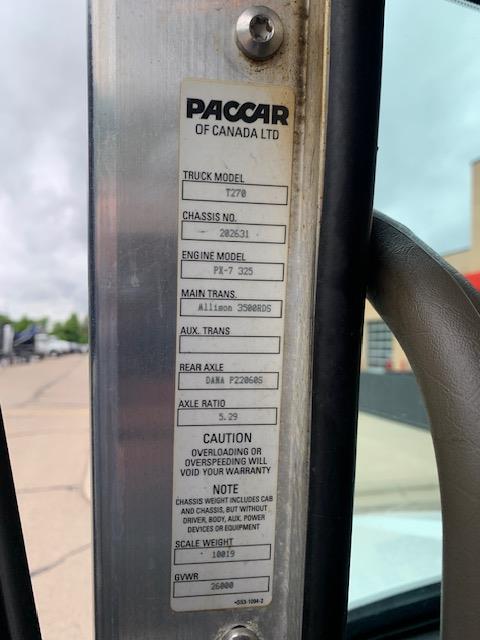 PACCAR
OF CANADA LTD
TRUCK MODEL
T270
CHASSIS NO.
202631
ENGINE MODEL
PX-7 325
MAIN TRANS.
Allison 3500RDS
AUX. TRANS
REAR AXLE
DANA P22060S
AXLE RATIO
5.29
CAUTION
OVERLOADING OR
OVERSPEEDING WILL
VOID YOUR WARRANTY
NOTE
CHASSIS WEIGHT INCLUDES CAB
AND CHASSIS, BUT WITHOUT
DRIVER, BODY, AUX. POWER
DEVICES OR EQUIPMENT
SCALE WEIGHT
10019
GVWR
26000
•S53-1094-2